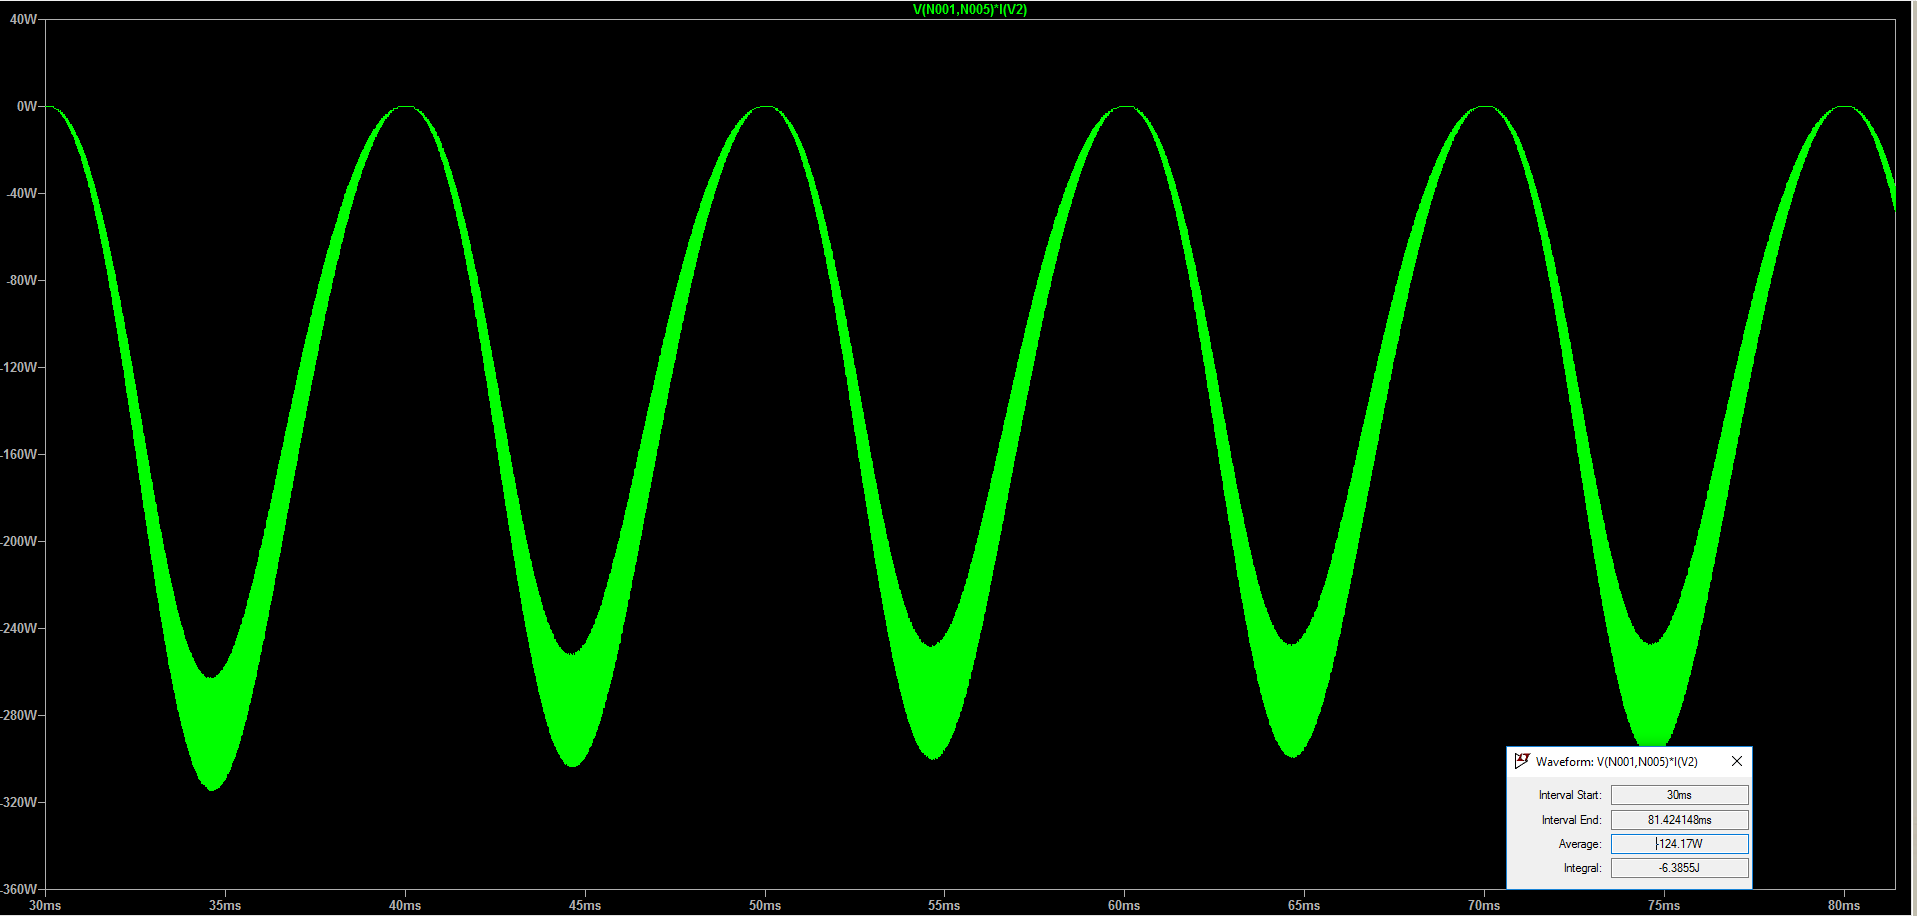 V(N001,N005)*I(V2)
40W
0W
-40W
-80W
-120W
-160W
-200W
-240W
-280W
-320W
-360W
30ms 35ms 40ms 45ms 50ms 55ms 60ms 65ms 70ms 75ms 80ms
Waveform: V(N001,N005)*I(V2)
Interval Start: 30ms
Interval End: 81.424148ms
Average: -124.17W
Integral: -6.3855J